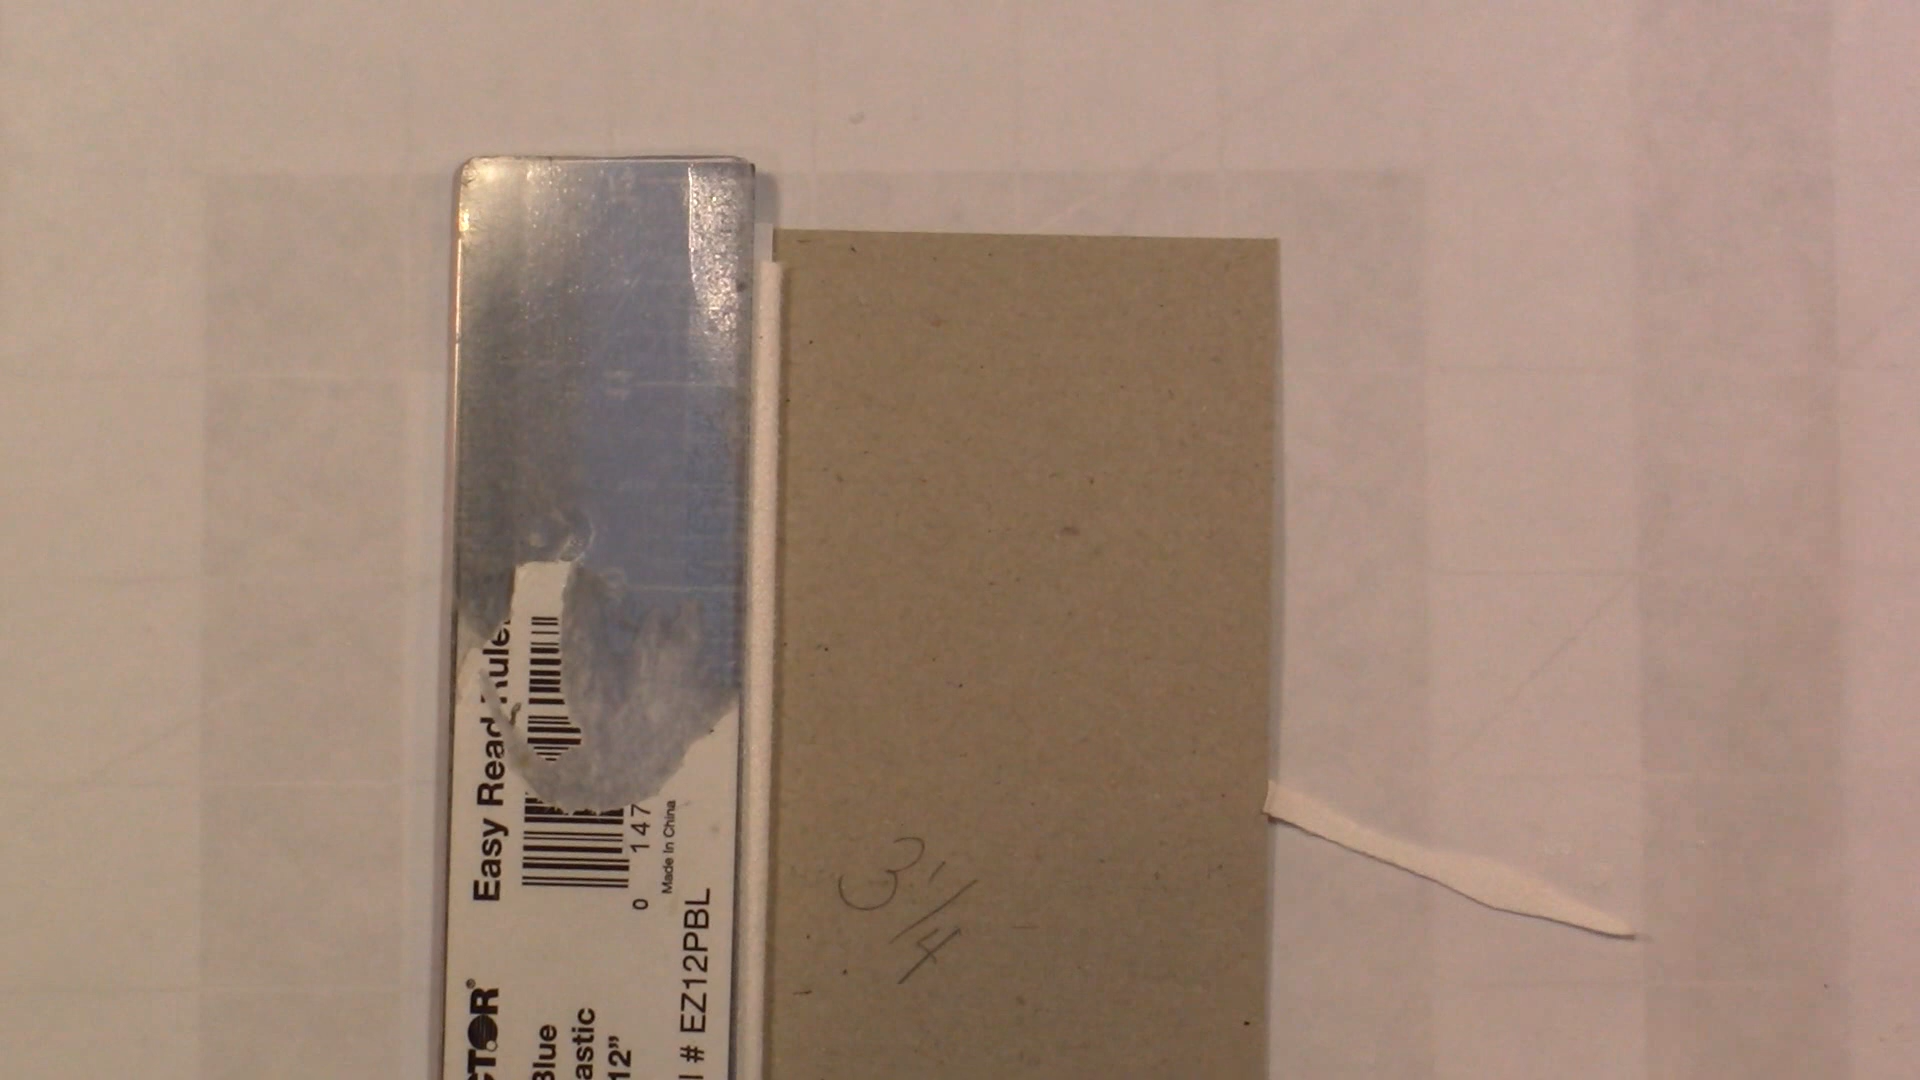 Easy Read Rule
0 147
Made In China
CTOR®
Blue
astic
12"
l # EZ12PBL
3 1/4